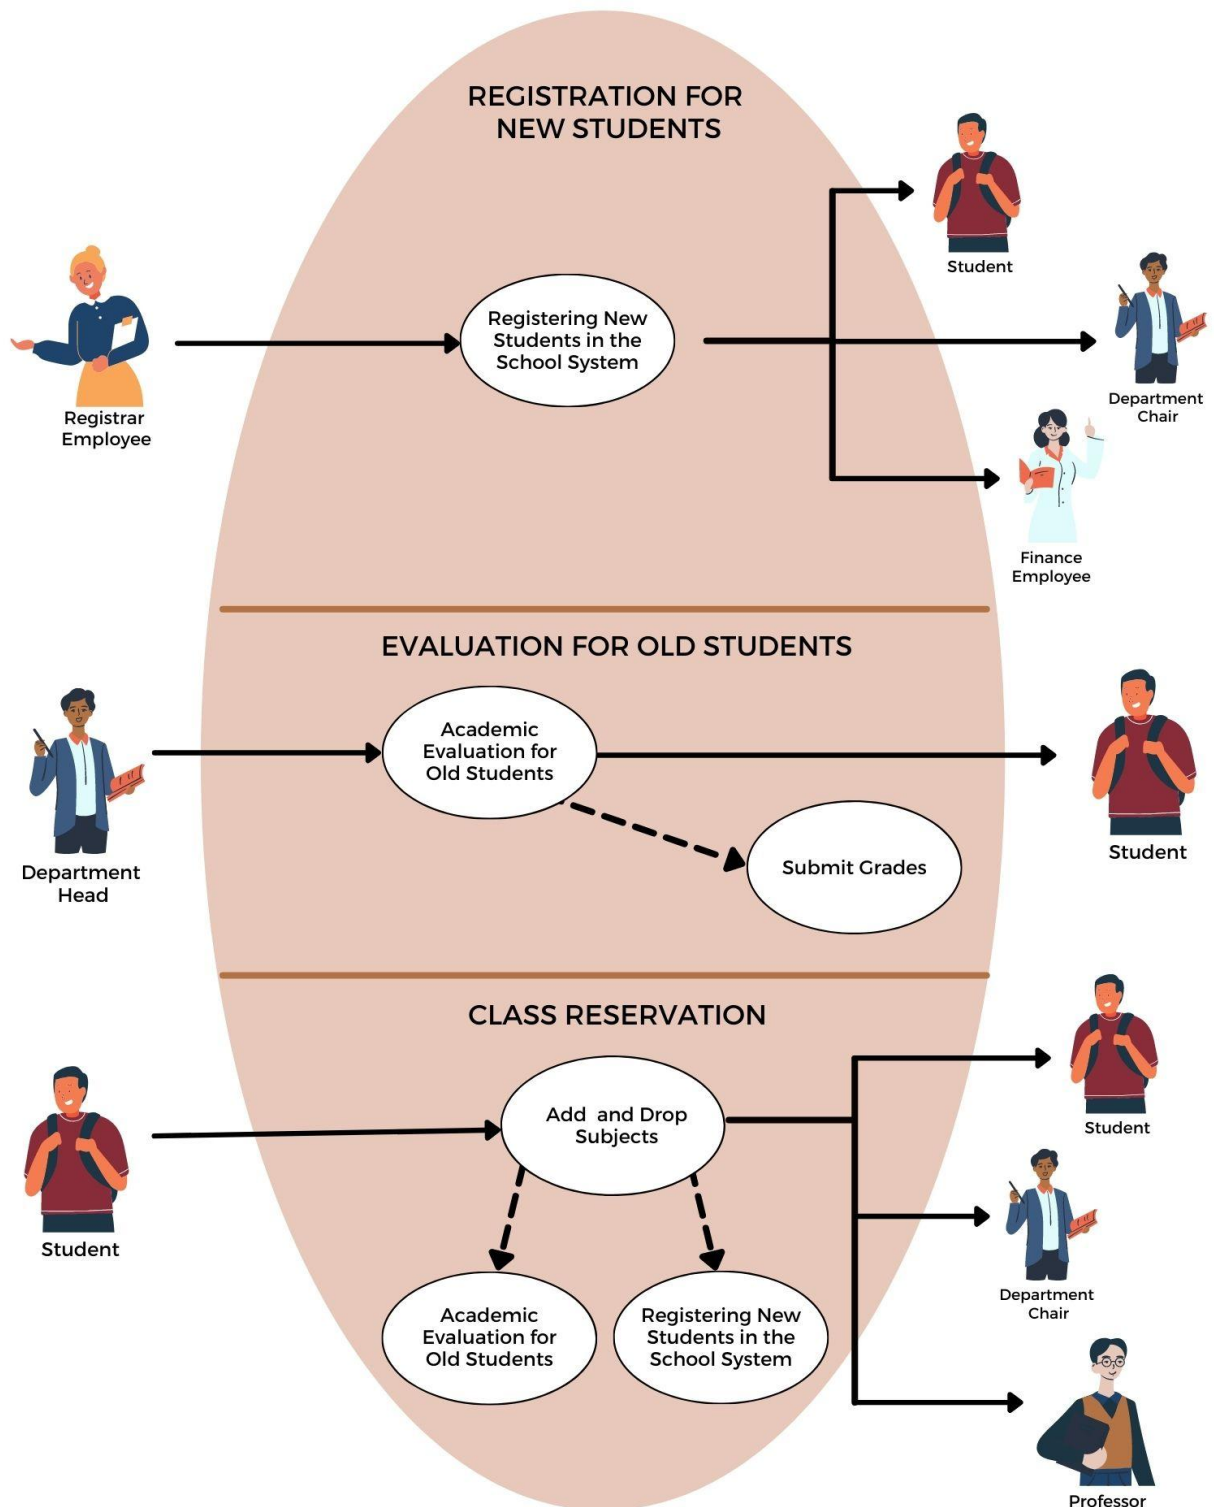 REGISTRATION FOR
NEW STUDENTS
Student
Registering New
Students in the
School System
Registrar
Employee
Department
Chair
Finance
Employee
EVALUATION FOR OLD STUDENTS
Academic
Evaluation for
Old Students
Department
Head
Submit Grades
Student
CLASS RESERVATION
Add and Drop
Subjects
Student
Student
Department
Chair
Academic
Evaluation for
Old Students
Registering New
Students in the
School System
Professor